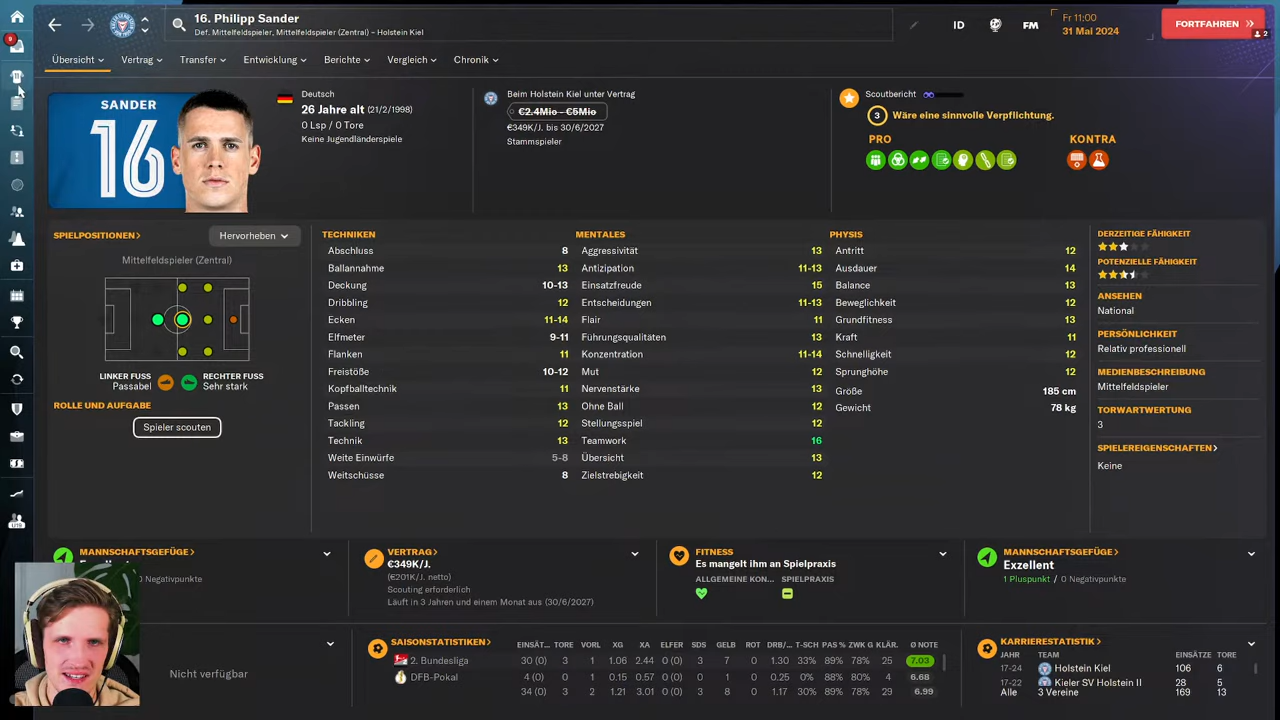 16. Philipp Sander
Def. Mittelfeldspieler, Mittelfeldspieler (Zentral) – Holstein Kiel
ID
FM
Fr 11:00
31 Mai 2024
FORTFAHREN
2
9
Übersicht
Vertrag
Transfer
Entwicklung
Berichte
Vergleich
Chronik
SANDER
16
Deutsch
26 Jahre alt (21/2/1998)
0 Lsp / 0 Tore
Keine Jugendländerspiele
Beim Holstein Kiel unter Vertrag
€2.4Mio – €5Mio
€349K/J. bis 30/6/2027
Stammspieler
Scoutbericht
3 Wäre eine sinnvolle Verpflichtung.
PRO
KONTRA
SPIELPOSITIONEN
Hervorheben
Mittelfeldspieler (Zentral)
LINKER FUSS
Passabel
RECHTER FUSS
Sehr stark
ROLLE UND AUFGABE
Spieler scouten
TECHNIKEN
Abschluss 8
Ballannahme 13
Deckung 10-13
Dribbling 12
Ecken 11-14
Elfmeter 9-11
Flanken 11
Freistöße 10-12
Kopfballtechnik 11
Passen 13
Tackling 12
Technik 13
Weite Einwürfe 5-8
Weitschüsse 8
MENTALES
Aggressivität 13
Antizipation 11-13
Einsatzfreude 15
Entscheidungen 11-13
Flair 11
Führungsqualitäten 13
Konzentration 11-14
Mut 12
Nervenstärke 13
Ohne Ball 12
Stellungsspiel 12
Teamwork 16
Übersicht 13
Zielstrebigkeit 12
PHYSIS
Antritt 12
Ausdauer 14
Balance 13
Beweglichkeit 12
Grundfitness 13
Kraft 11
Schnelligkeit 12
Sprunghöhe 12
Größe 185 cm
Gewicht 78 kg
DERZEITIGE FÄHIGKEIT
POTENZIELLE FÄHIGKEIT
ANSEHEN
National
PERSÖNLICHKEIT
Relativ professionell
MEDIENBESCHREIBUNG
Mittelfeldspieler
TORWARTWERTUNG
3
SPIELEREIGENSCHAFTEN
Keine
MANNSCHAFTSGEFÜGE
0 Negativpunkte
VERTRAG
€349K/J.
(€201K/J. netto)
Scouting erforderlich
Läuft in 3 Jahren und einem Monat aus (30/6/2027)
FITNESS
Es mangelt ihm an Spielpraxis
ALLGEMEINE KON... SPIELPRAXIS
MANNSCHAFTSGEFÜGE
Exzellent
1 Pluspunkt / 0 Negativpunkte
U19
Nicht verfügbar
SAISONSTATISTIKEN
EINSÄT... TORE VORL XG XA ELFER SDS GELB ROT DRB/... T-SCH PAS % ZWK G KLÄR. Ø NOTE
2. Bundesliga 30 (0) 3 1 1.06 2.44 0 (0) 3 7 0 1.30 33% 89% 78% 25 7.03
DFB-Pokal 4 (0) 0 1 0.15 0.57 0 (0) 0 1 0 0.25 0% 88% 80% 4 6.68
34 (0) 3 2 1.21 3.01 0 (0) 3 8 0 1.17 30% 89% 78% 29 6.99
KARRIERESTATISTIK
JAHR TEAM EINSÄTZE TORE
17-24 Holstein Kiel 106 6
17-22 Kieler SV Holstein II 28 5
Alle 3 Vereine 169 13